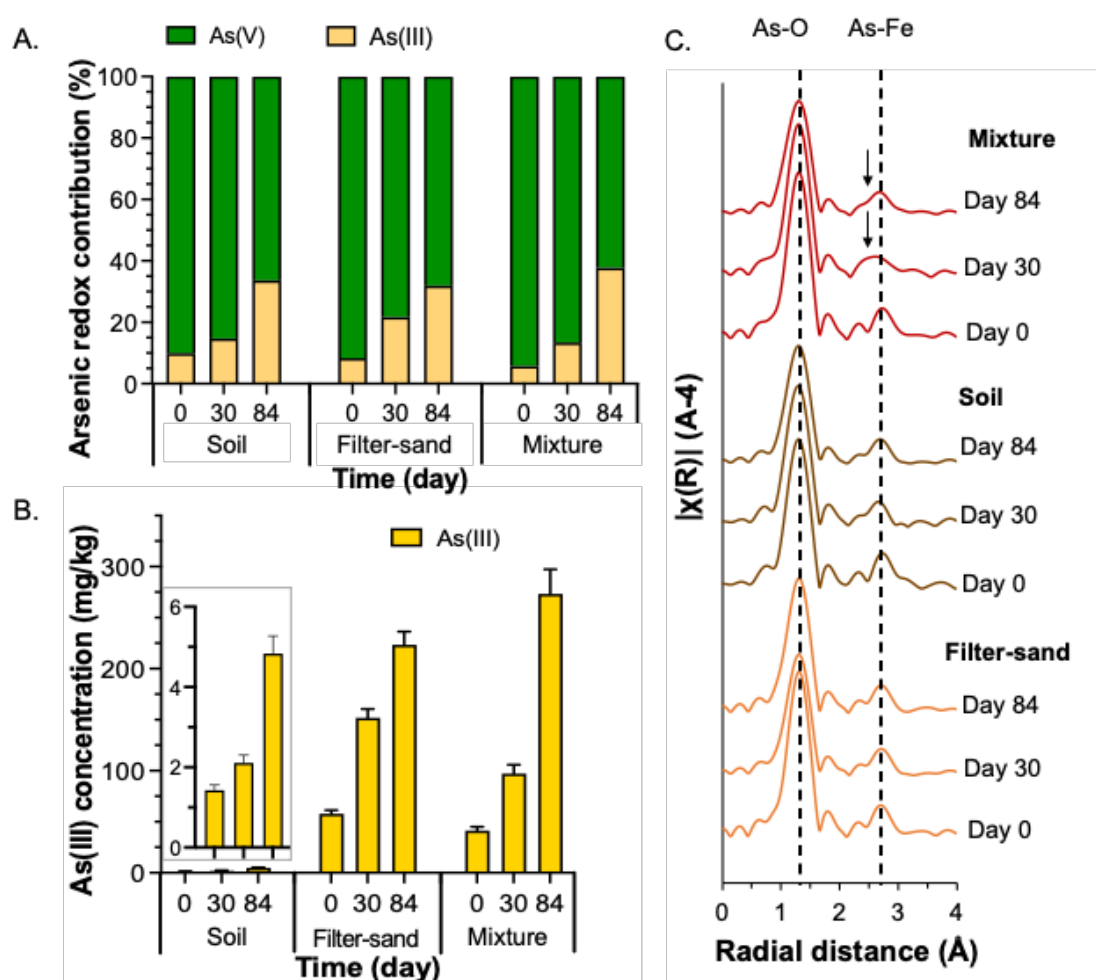 A.
As(V) As(III)
Arsenic redox contribution (%)
100
80
60
40
20
0
0 30 84 0 30 84 0 30 84
Soil Filter-sand Mixture
Time (day)
B.
As(III)
As(III) concentration (mg/kg)
300
200
100
0
6
4
2
0
0 30 84 0 30 84 0 30 84
Soil Filter-sand Mixture
Time (day)
C.
As-O As-Fe
|χ(R)| (A-4)
Mixture
Day 84
Day 30
Day 0
Soil
Day 84
Day 30
Day 0
Filter-sand
Day 84
Day 30
Day 0
0 1 2 3 4
Radial distance (Å)